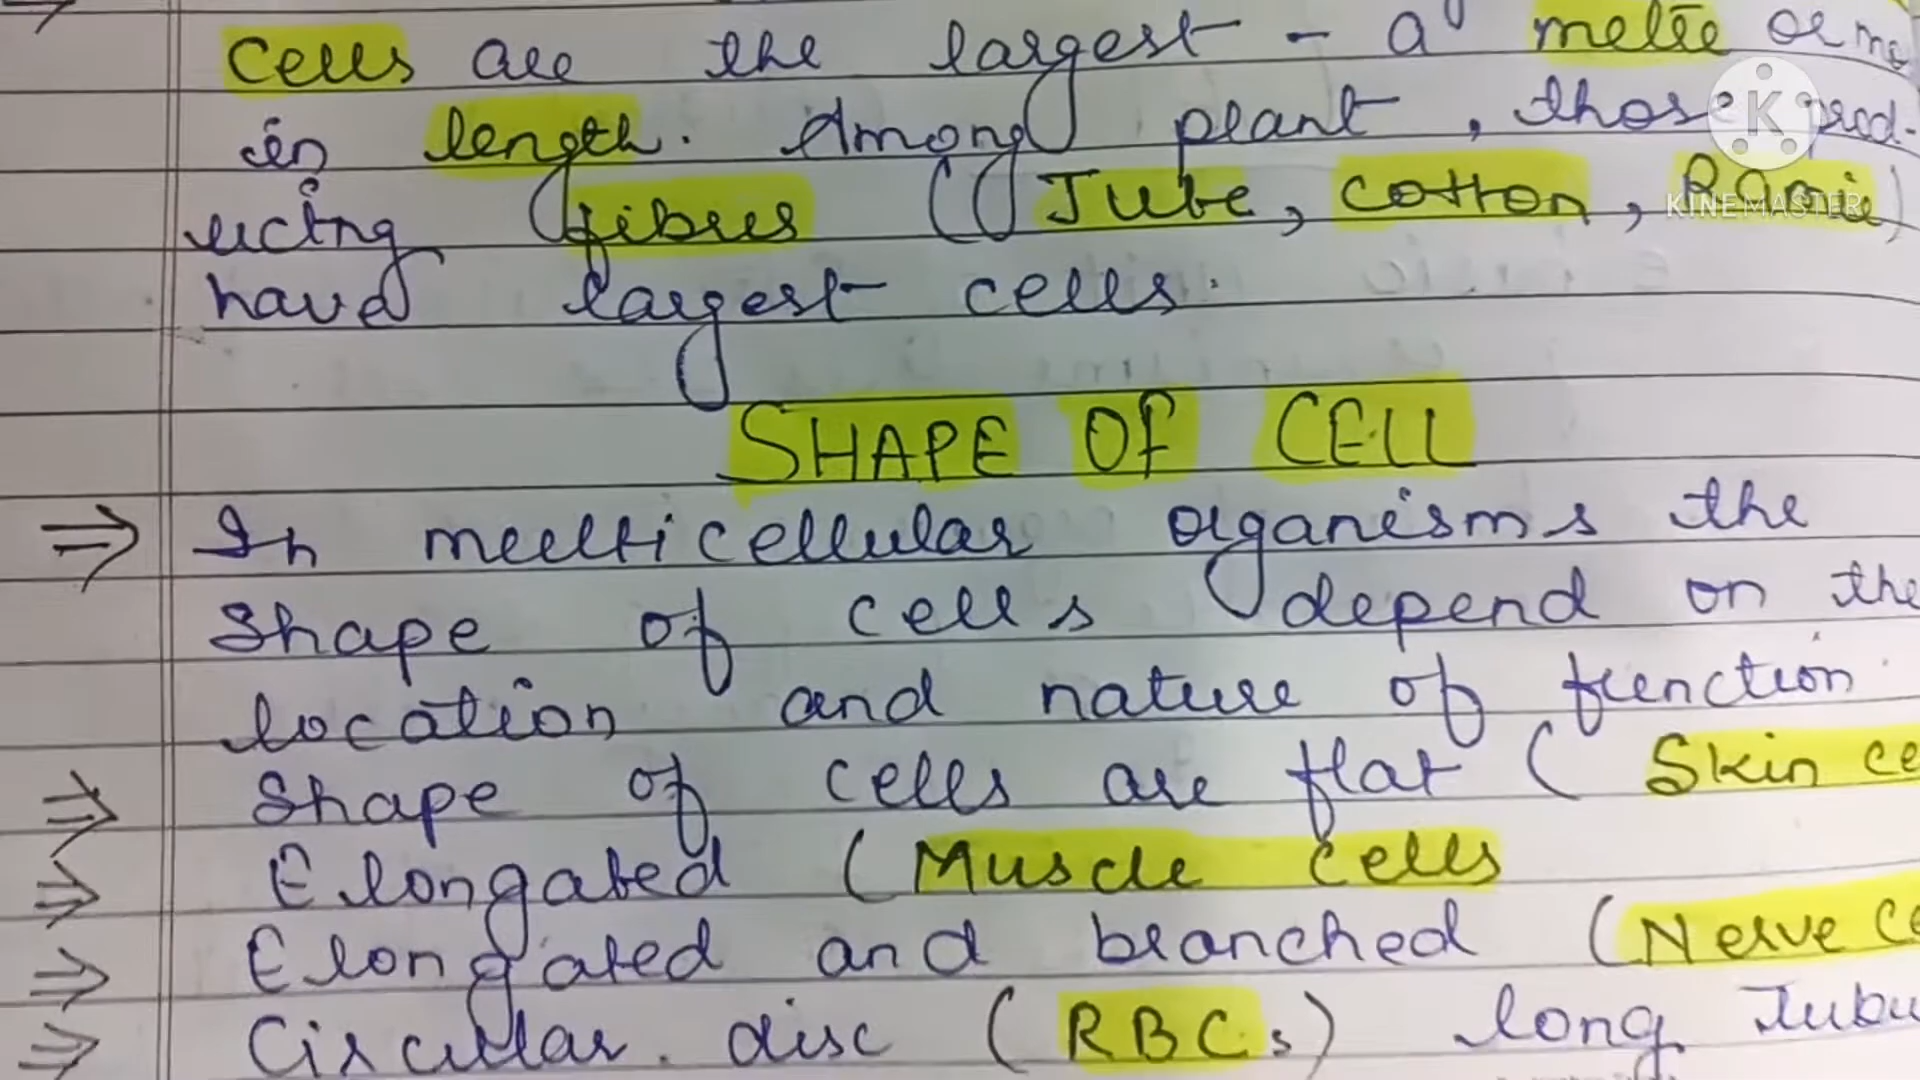 Cells are the largest - a metre or mo
in length. Among plant, those prod-
ucing fibres (Jute, cotton, Rami)
have largest cells.
SHAPE OF CELL
⇒ In multicellular organisms the
shape of cells depend on the
location and nature of function
⇒ Shape of cells are flat (Skin ce
⇒ Elongated (Muscle cells
⇒ Elongated and branched (Nerve ce
⇒ Circular disc (RBCs) long Tubu
K
KINEMASTER